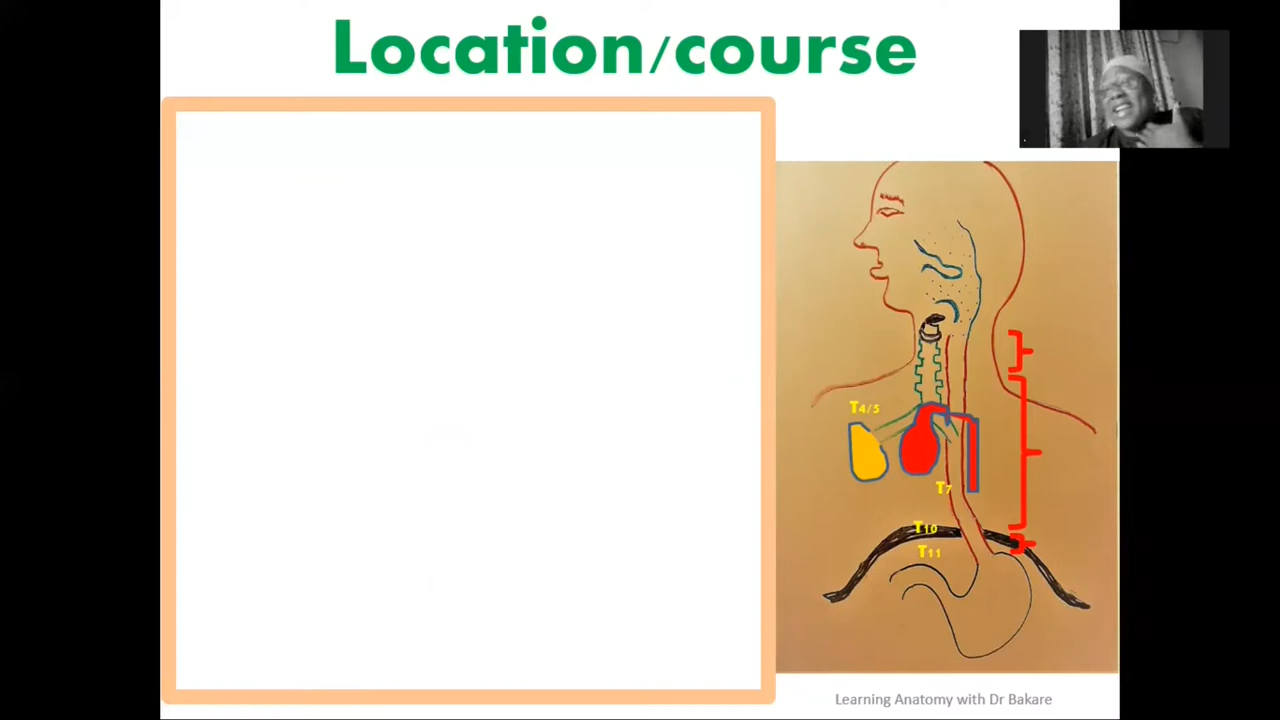 Location/course
T4/5
T7
T10
T11
Learning Anatomy with Dr Bakare